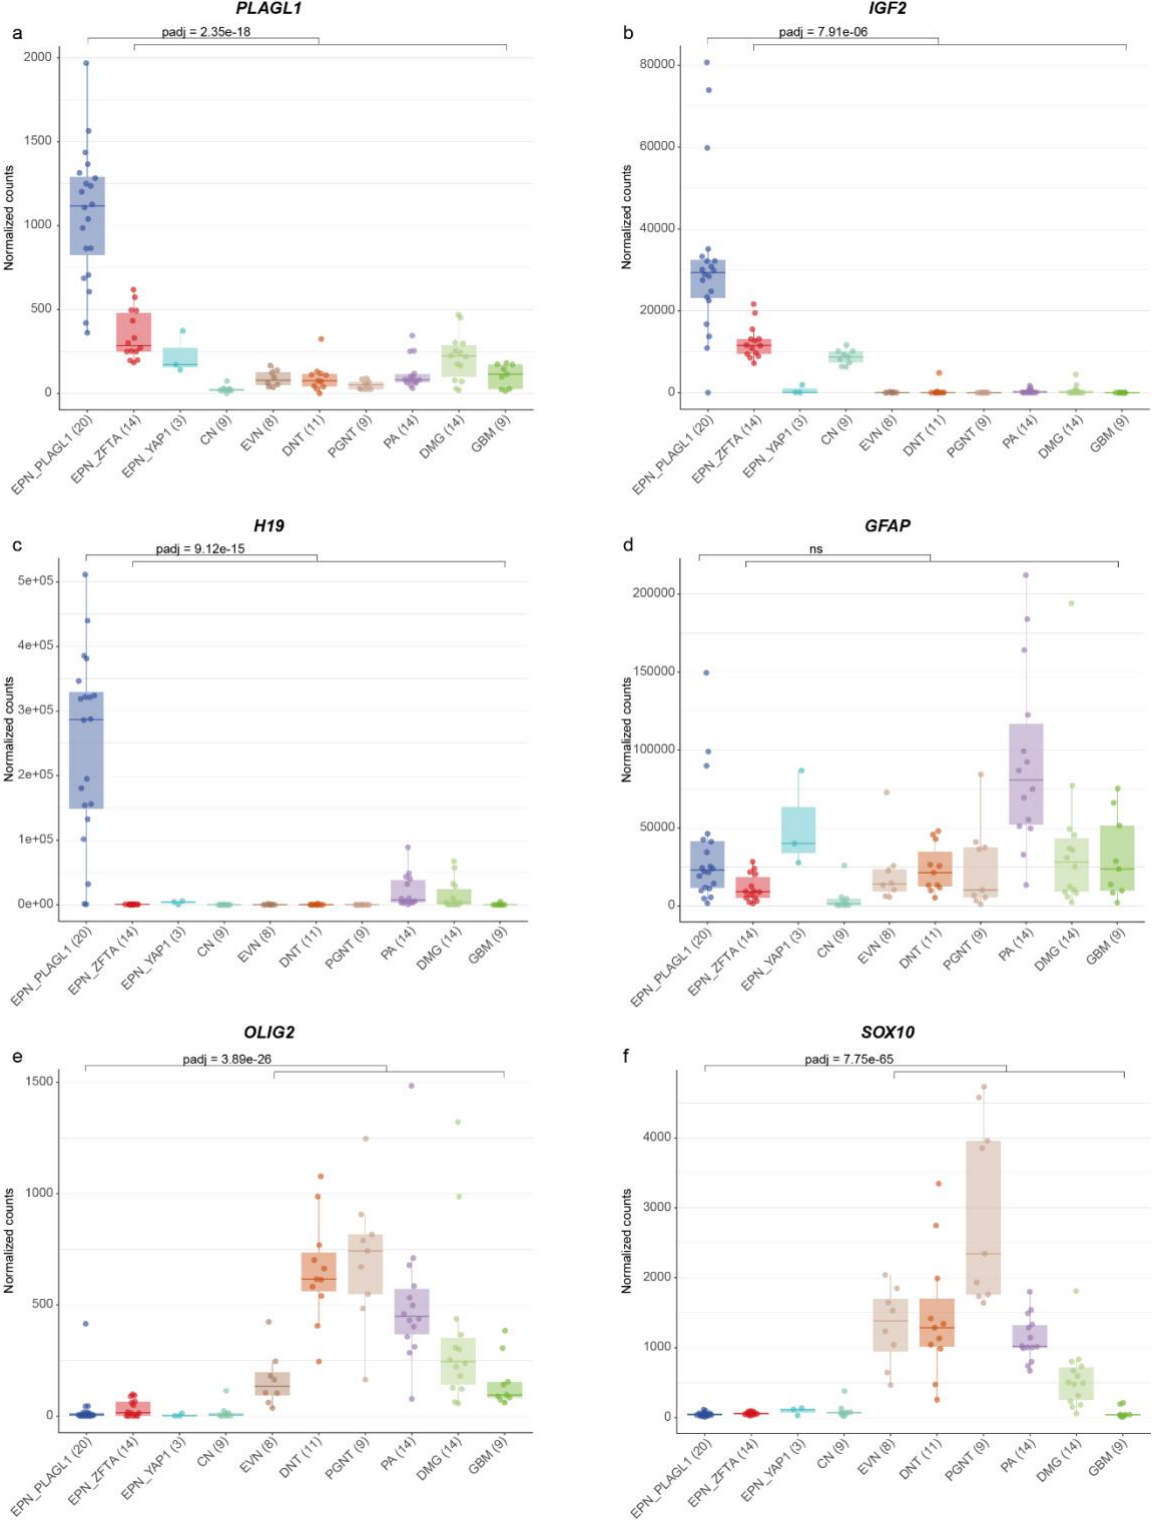 PLAGL1
a
padj = 2.35e-18
Normalized counts
2000
1500
1000
500
0
EPN_PLAGL1 (20)
EPN_ZFTA (14)
EPN_YAP1 (3)
CN (9)
EVN (8)
DNT (11)
PGNT (9)
PA (14)
DMG (14)
GBM (9)
IGF2
b
padj = 7.91e-06
Normalized counts
80000
60000
40000
20000
0
EPN_PLAGL1 (20)
EPN_ZFTA (14)
EPN_YAP1 (3)
CN (9)
EVN (8)
DNT (11)
PGNT (9)
PA (14)
DMG (14)
GBM (9)
H19
c
padj = 9.12e-15
Normalized counts
5e+05
4e+05
3e+05
2e+05
1e+05
0e+00
EPN_PLAGL1 (20)
EPN_ZFTA (14)
EPN_YAP1 (3)
CN (9)
EVN (8)
DNT (11)
PGNT (9)
PA (14)
DMG (14)
GBM (9)
GFAP
d
ns
Normalized counts
200000
150000
100000
50000
0
EPN_PLAGL1 (20)
EPN_ZFTA (14)
EPN_YAP1 (3)
CN (9)
EVN (8)
DNT (11)
PGNT (9)
PA (14)
DMG (14)
GBM (9)
OLIG2
e
padj = 3.89e-26
Normalized counts
1500
1000
500
0
EPN_PLAGL1 (20)
EPN_ZFTA (14)
EPN_YAP1 (3)
CN (9)
EVN (8)
DNT (11)
PGNT (9)
PA (14)
DMG (14)
GBM (9)
SOX10
f
padj = 7.75e-65
Normalized counts
4000
3000
2000
1000
0
EPN_PLAGL1 (20)
EPN_ZFTA (14)
EPN_YAP1 (3)
CN (9)
EVN (8)
DNT (11)
PGNT (9)
PA (14)
DMG (14)
GBM (9)